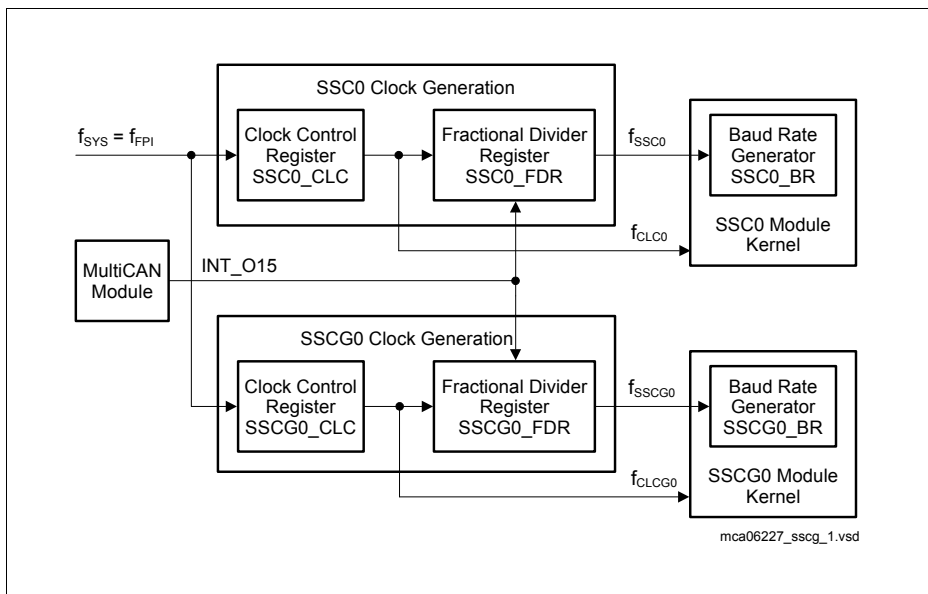 SSC0 Clock Generation
fSYS = fFPI
Clock Control
Register
SSC0_CLC
Fractional Divider
Register
SSC0_FDR
fSSC0
Baud Rate
Generator
SSC0_BR
SSC0 Module
Kernel
fCLC0
MultiCAN
Module
INT_O15
SSCG0 Clock Generation
Clock Control
Register
SSCG0_CLC
Fractional Divider
Register
SSCG0_FDR
fSSCG0
Baud Rate
Generator
SSCG0_BR
SSCG0 Module
Kernel
fCLCG0
mca06227_sscg_1.vsd